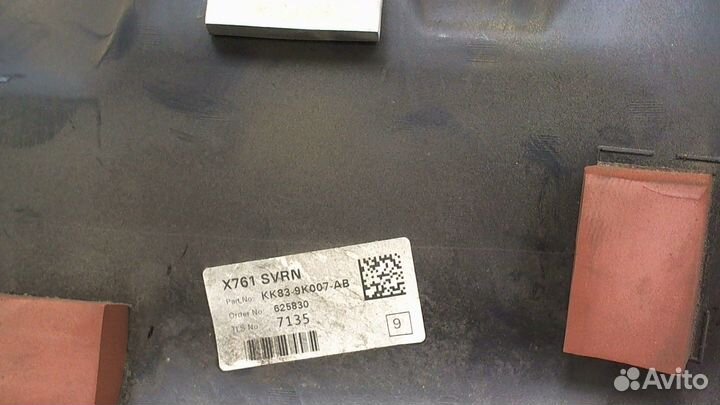 X761 SVRN
Part.No: KK83-9K007-AB
Order No: 625830
TLS No: 7135
9
Avito